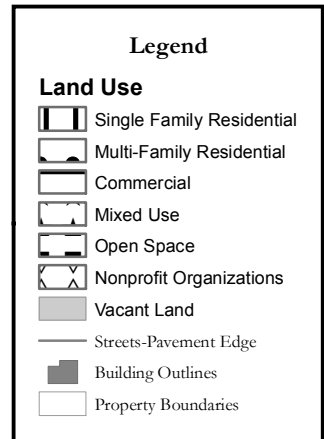 Legend
Land Use
Single Family Residential
Multi-Family Residential
Commercial
Mixed Use
Open Space
Nonprofit Organizations
Vacant Land
Streets-Pavement Edge
Building Outlines
Property Boundaries